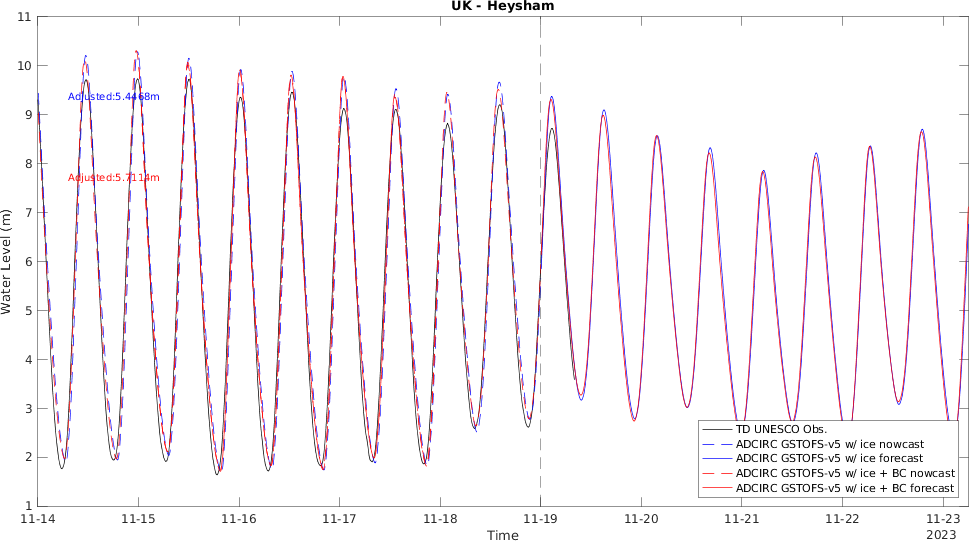 UK - Heysham
11
10
9
8
7
6
5
4
3
2
1
Water Level (m)
Adjusted:5.4468m
Adjusted:5.7114m
TD UNESCO Obs.
ADCIRC GSTOFS-v5 w/ ice nowcast
ADCIRC GSTOFS-v5 w/ ice forecast
ADCIRC GSTOFS-v5 w/ ice + BC nowcast
ADCIRC GSTOFS-v5 w/ ice + BC forecast
11-14 11-15 11-16 11-17 11-18 11-19 11-20 11-21 11-22 11-23
Time 2023